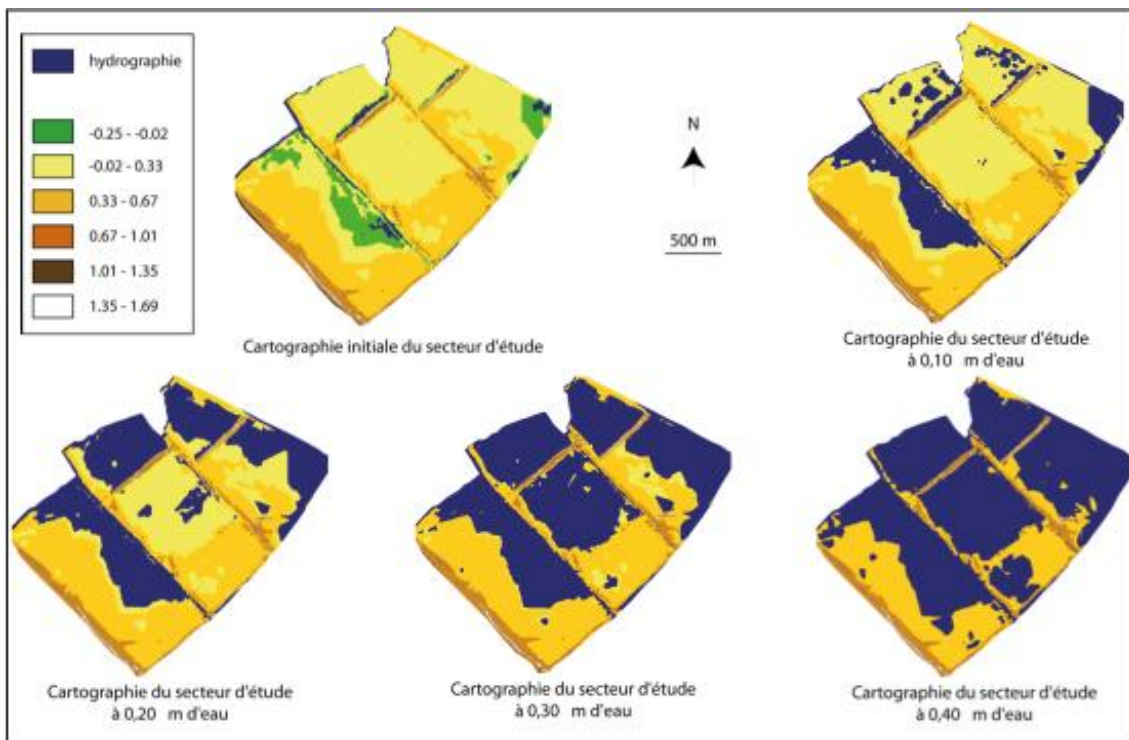 hydrographie
-0.25 - -0.02
-0.02 - 0.33
0.33 - 0.67
0.67 - 1.01
1.01 - 1.35
1.35 - 1.69
N
500 m
Cartographie initiale du secteur d'étude
Cartographie du secteur d'étude
à 0,10 m d'eau
Cartographie du secteur d'étude
à 0,20 m d'eau
Cartographie du secteur d'étude
à 0,30 m d'eau
Cartographie du secteur d'étude
à 0,40 m d'eau